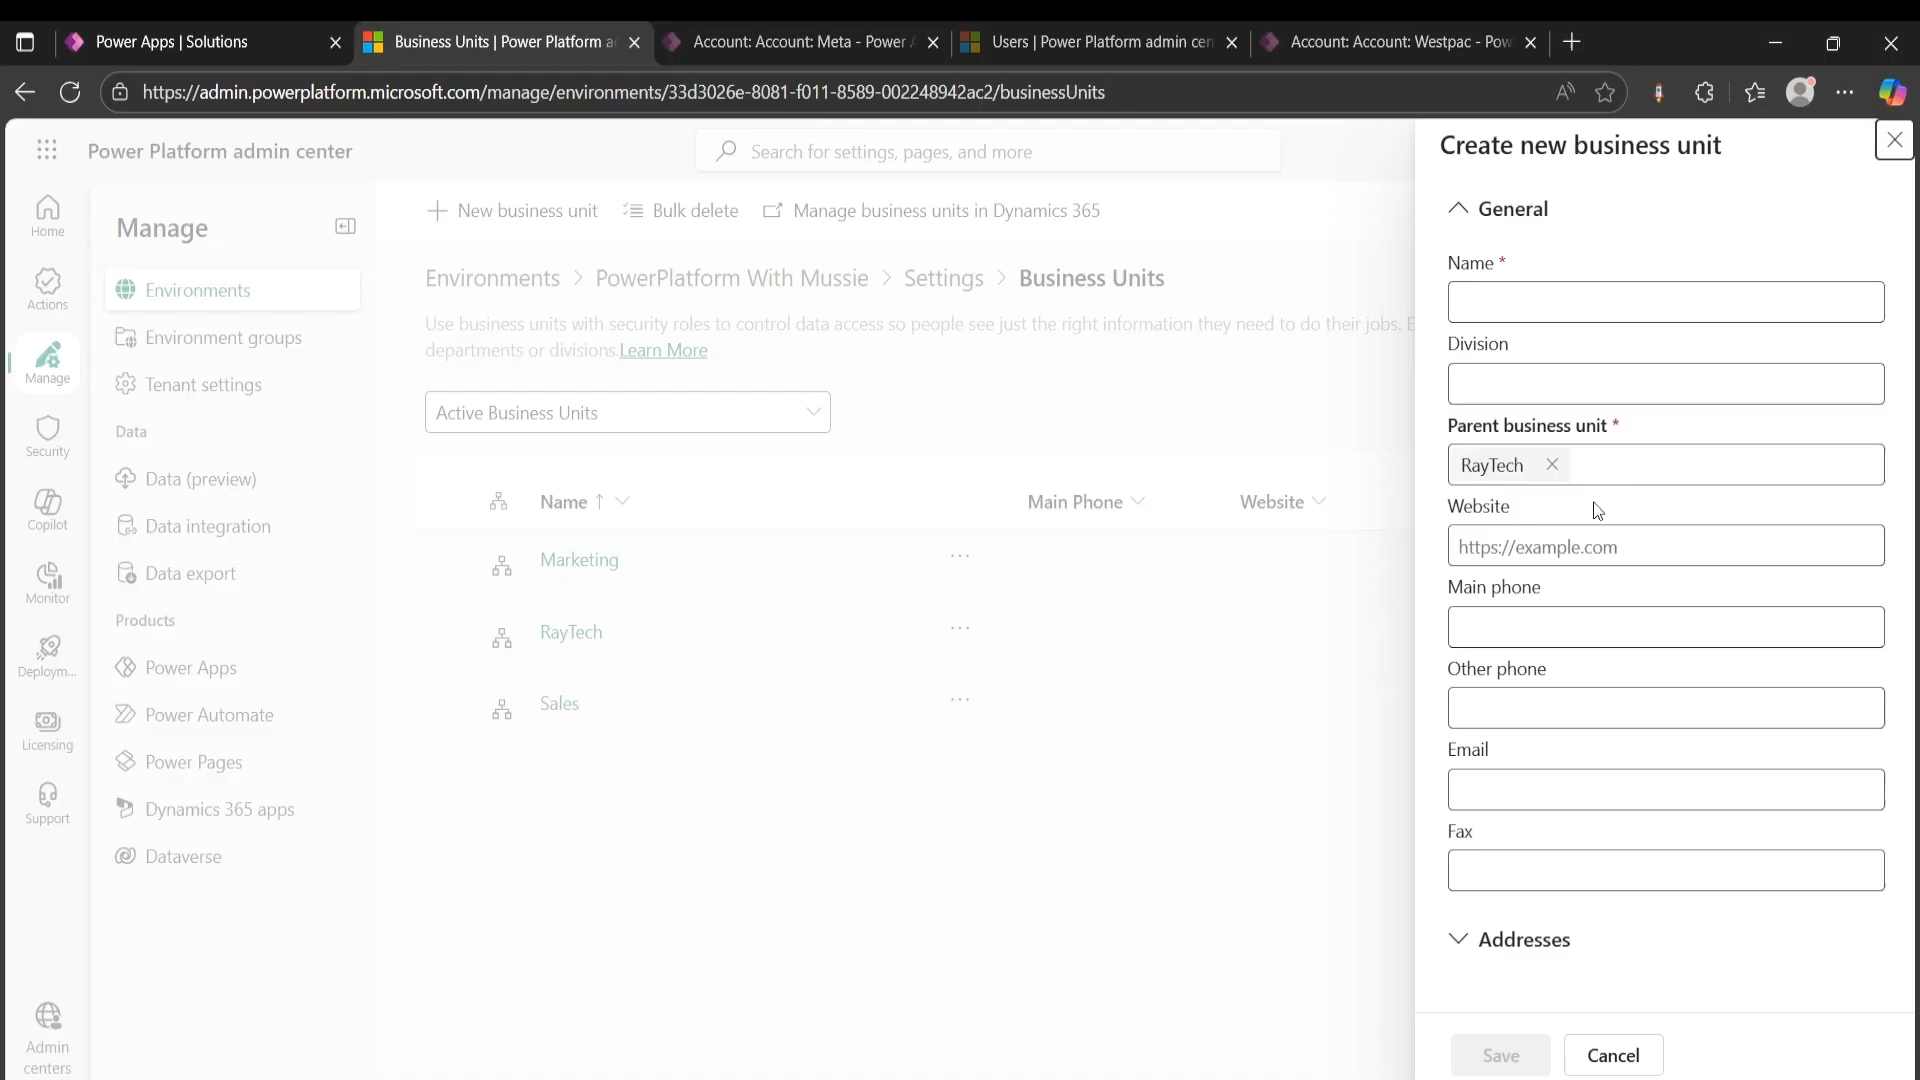 Power Apps | Solutions
Business Units | Power Platform a
Account: Account: Meta - Power
Users | Power Platform admin cen
Account: Account: Westpac - Pow
https://admin.powerplatform.microsoft.com/manage/environments/33d3026e-8081-f011-8589-002248942ac2/businessUnits
Power Platform admin center
Search for settings, pages, and more
Home
Actions
Manage
Security
Copilot
Monitor
Deploym...
Licensing
Support
Admin
centers
Manage
Environments
Environment groups
Tenant settings
Data
Data (preview)
Data integration
Data export
Products
Power Apps
Power Automate
Power Pages
Dynamics 365 apps
Dataverse
New business unit
Bulk delete
Manage business units in Dynamics 365
Environments > PowerPlatform With Mussie > Settings > Business Units
Use business units with security roles to control data access so people see just the right information they need to do their jobs. E
departments or divisions.Learn More
Active Business Units
Name ↑
Main Phone
Website
Marketing
...
RayTech
...
Sales
...
Create new business unit
General
Name *
Division
Parent business unit *
RayTech
Website
https://example.com
Main phone
Other phone
Email
Fax
Addresses
Save
Cancel